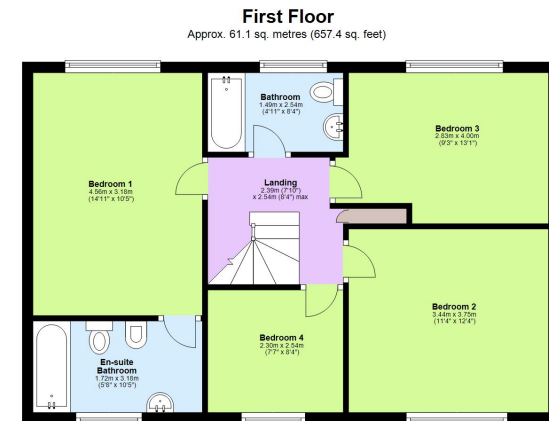 First Floor
Approx. 61.1 sq. metres (657.4 sq. feet)
Bathroom
1.49m x 2.54m
(4'11" x 8'4")
Bedroom 3
2.83m x 4.00m
(9'3" x 13'1")
Bedroom 1
4.56m x 3.18m
(14'11" x 10'5")
Landing
2.39m (7'10")
x 2.54m (8'4") max
Bedroom 2
3.44m x 3.75m
(11'4" x 12'4")
Bedroom 4
2.30m x 2.54m
(7'7" x 8'4")
En-suite
Bathroom
1.72m x 3.18m
(5'8" x 10'5")